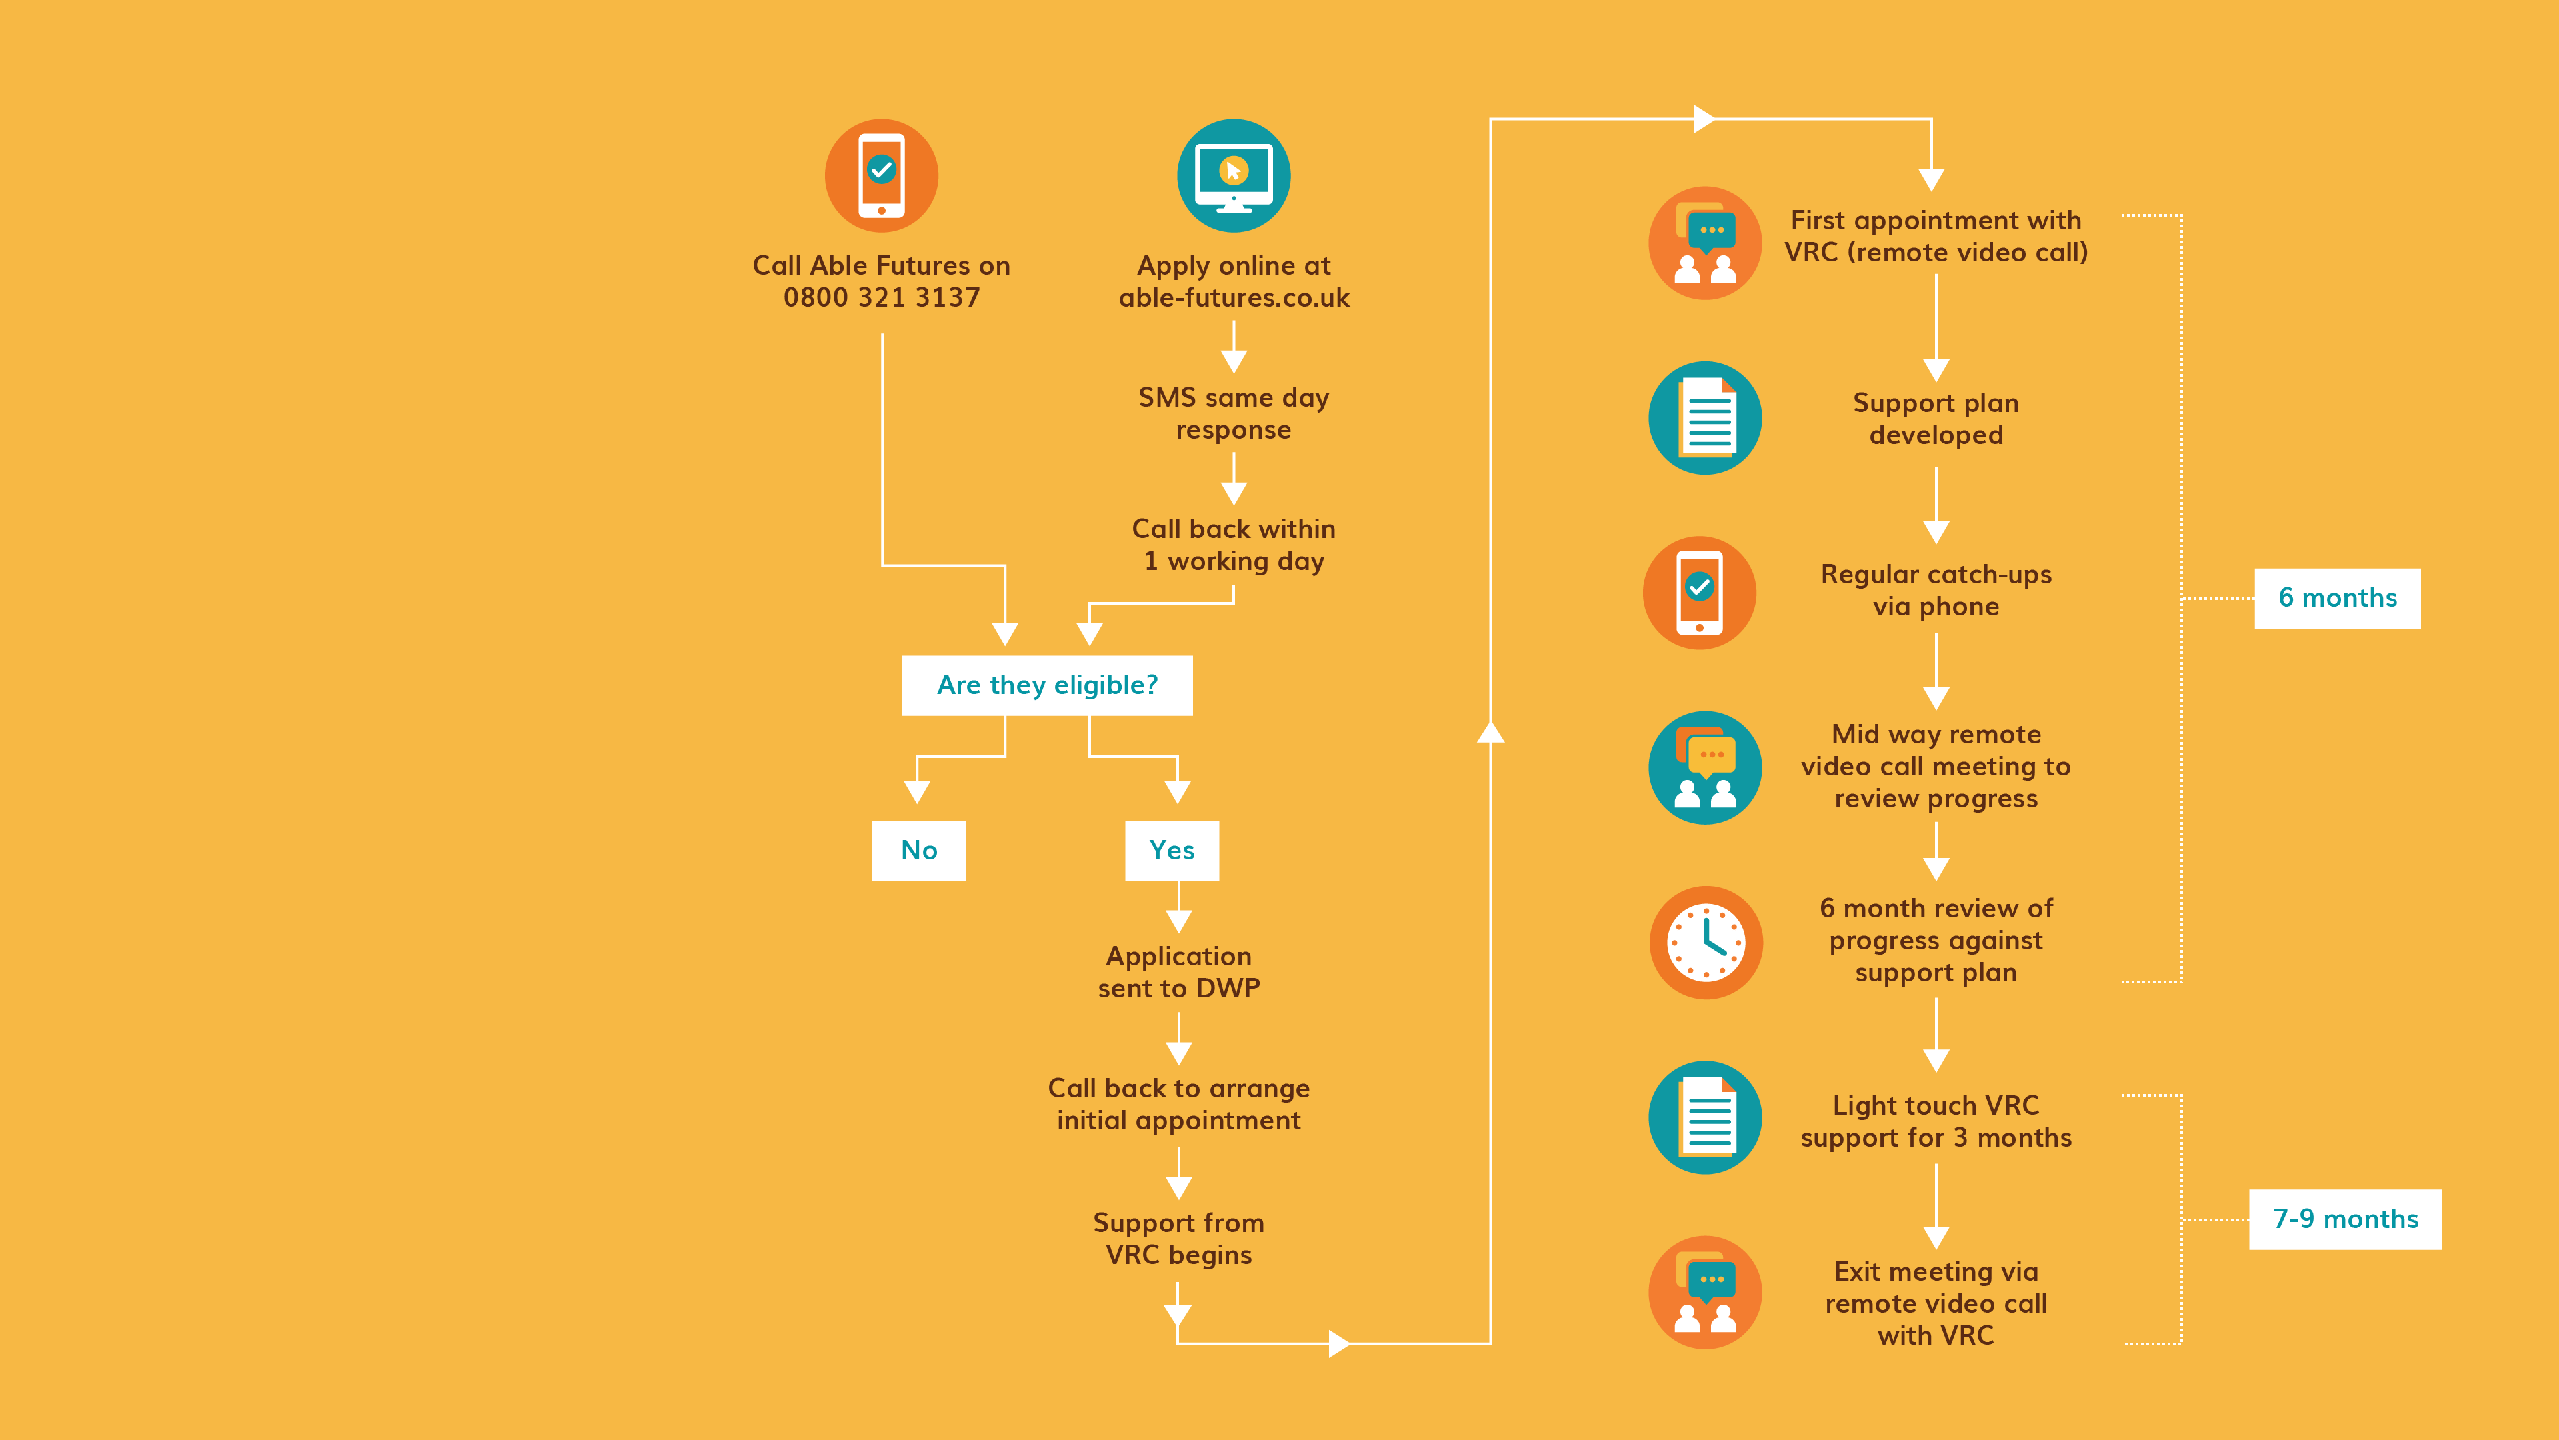 Call Able Futures on
0800 321 3137
Apply online at
able-futures.co.uk
SMS same day
response
Call back within
1 working day
Are they eligible?
No
Yes
Application
sent to DWP
Call back to arrange
initial appointment
Support from
VRC begins
First appointment with
VRC (remote video call)
Support plan
developed
Regular catch-ups
via phone
Mid way remote
video call meeting to
review progress
6 month review of
progress against
support plan
6 months
Light touch VRC
support for 3 months
Exit meeting via
remote video call
with VRC
7-9 months